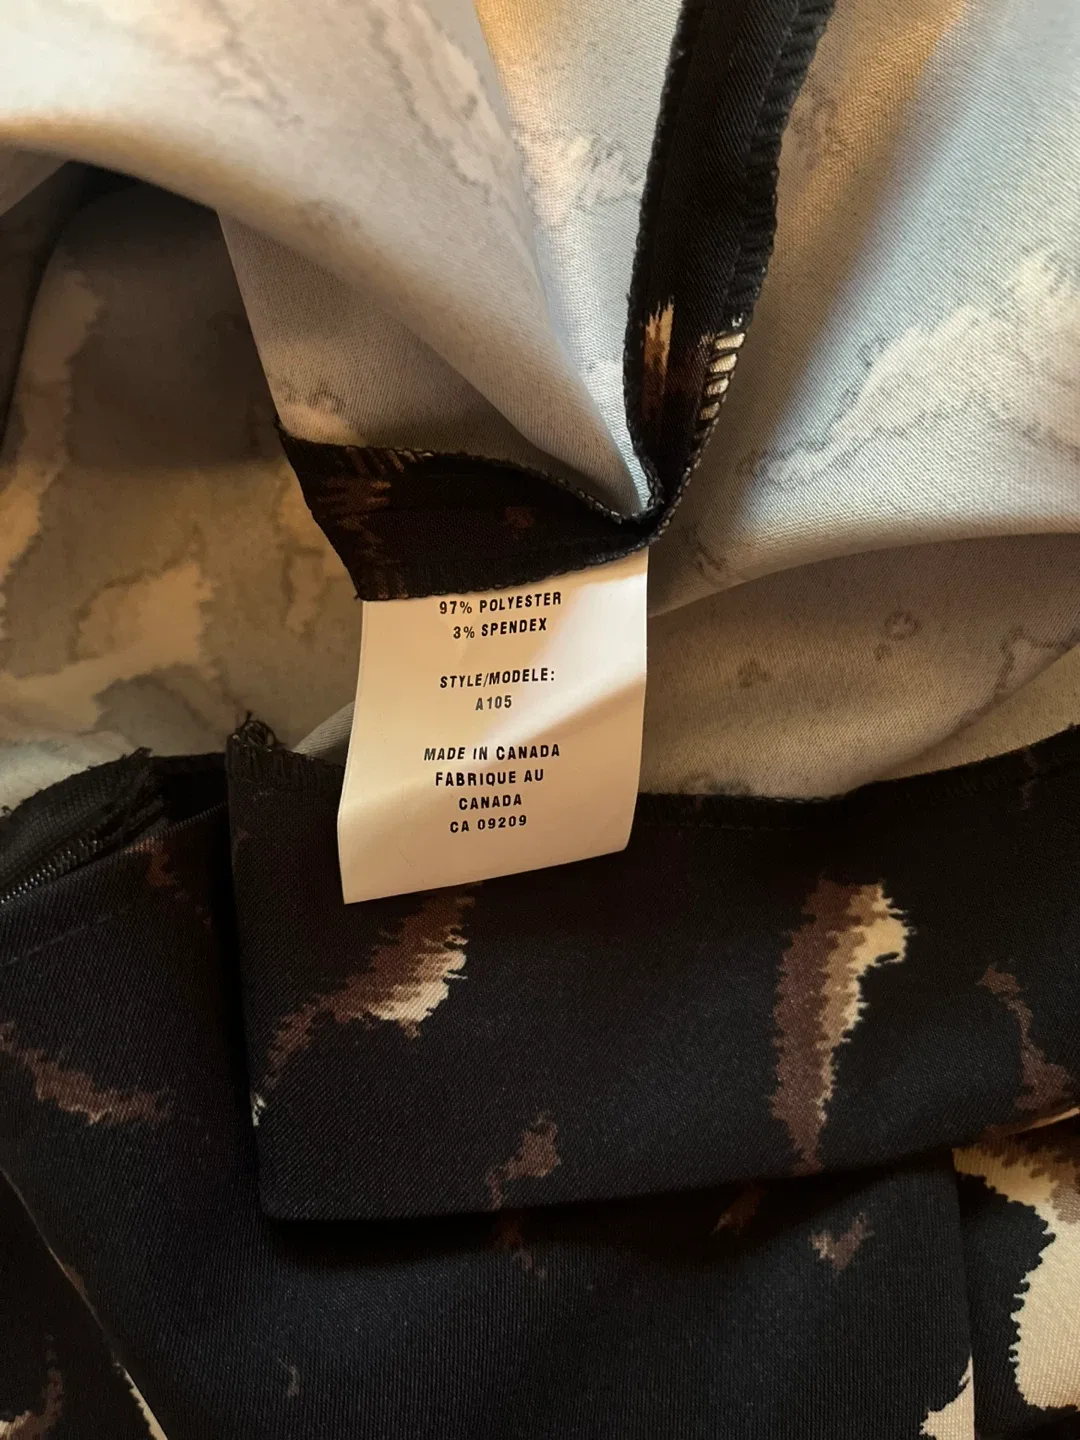 97% POLYESTER
3% SPENDEX
STYLE/MODELE:
A105
MADE IN CANADA
FABRIQUE AU
CANADA
CA 09209